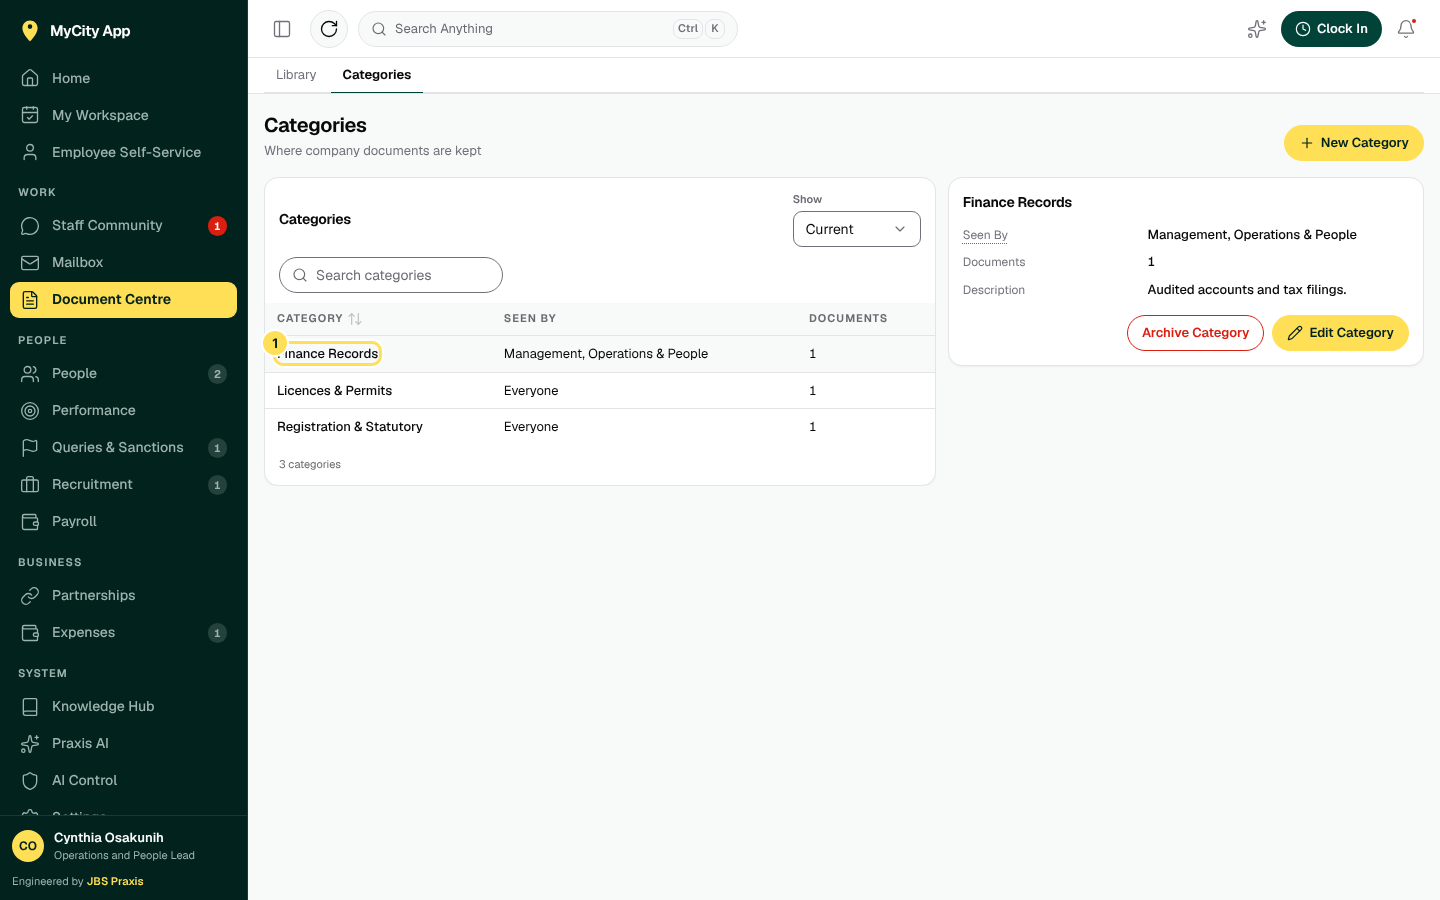 MyCity App
Home
My Workspace
Employee Self-Service
WORK
Staff Community 1
Mailbox
Document Centre
PEOPLE
People 2
Performance
Queries & Sanctions 1
Recruitment 1
Payroll
BUSINESS
Partnerships
Expenses 1
SYSTEM
Knowledge Hub
Praxis AI
AI Control
CO
Cynthia Osakunih
Operations and People Lead
Engineered by JBS Praxis
Search Anything Ctrl K
Clock In
Library Categories
Categories
Where company documents are kept
New Category
Categories
Show
Current
Search categories
CATEGORY SEEN BY DOCUMENTS
1
Finance Records Management, Operations & People 1
Licences & Permits Everyone 1
Registration & Statutory Everyone 1
3 categories
Finance Records
Seen By Management, Operations & People
Documents 1
Description Audited accounts and tax filings.
Archive Category Edit Category